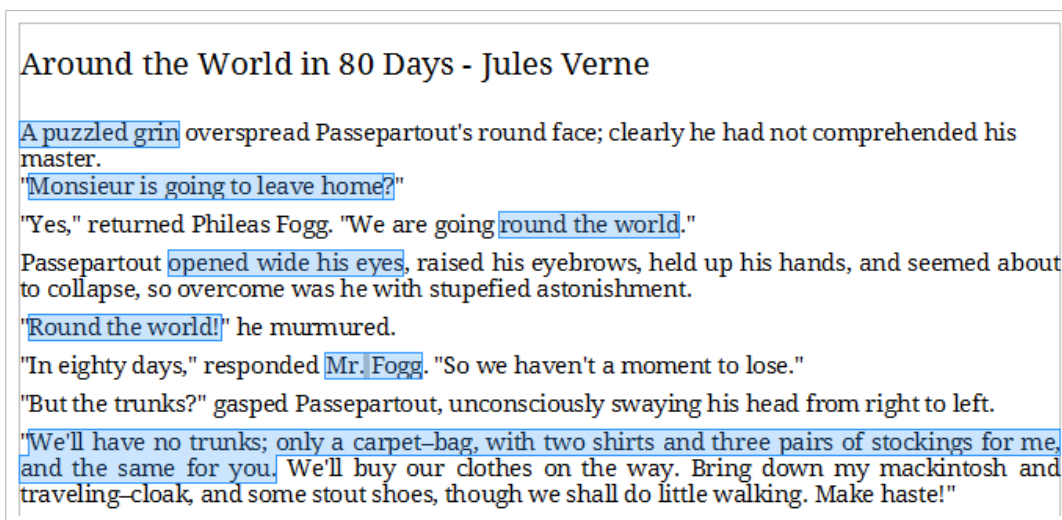 Around the World in 80 Days - Jules Verne
A puzzled grin overspread Passepartout's round face; clearly he had not comprehended his
master.
"Monsieur is going to leave home?"
"Yes," returned Phileas Fogg. "We are going round the world."
Passepartout opened wide his eyes, raised his eyebrows, held up his hands, and seemed about
to collapse, so overcome was he with stupefied astonishment.
"Round the world!" he murmured.
"In eighty days," responded Mr. Fogg. "So we haven't a moment to lose."
"But the trunks?" gasped Passepartout, unconsciously swaying his head from right to left.
"We'll have no trunks; only a carpet–bag, with two shirts and three pairs of stockings for me,
and the same for you. We'll buy our clothes on the way. Bring down my mackintosh and
traveling–cloak, and some stout shoes, though we shall do little walking. Make haste!"